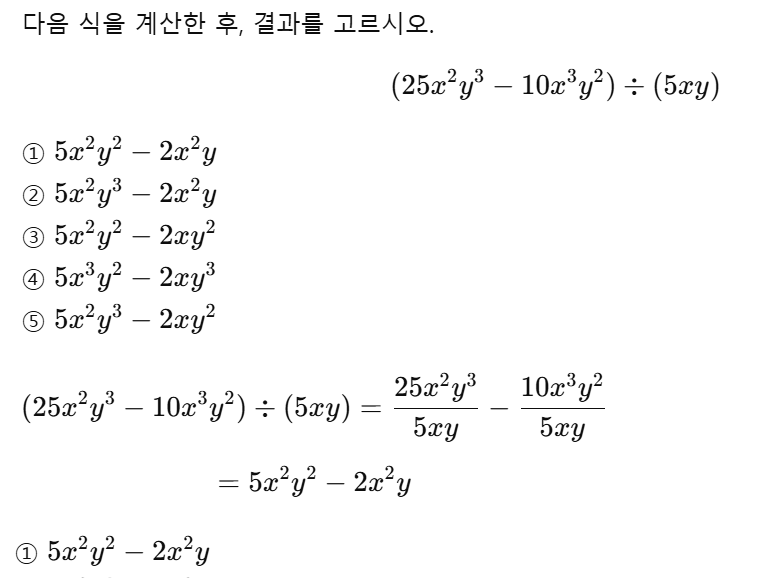 다음 식을 계산한 후, 결과를 고르시오.
(25x²y³ − 10x³y²) ÷ (5xy)
① 5x²y² − 2x²y
② 5x²y³ − 2x²y
③ 5x²y² − 2xy²
④ 5x³y² − 2xy³
⑤ 5x²y³ − 2xy²
(25x²y³ − 10x³y²) ÷ (5xy) = \frac{25x²y³}{5xy} − \frac{10x³y²}{5xy}
= 5x²y² − 2x²y
① 5x²y² − 2x²y